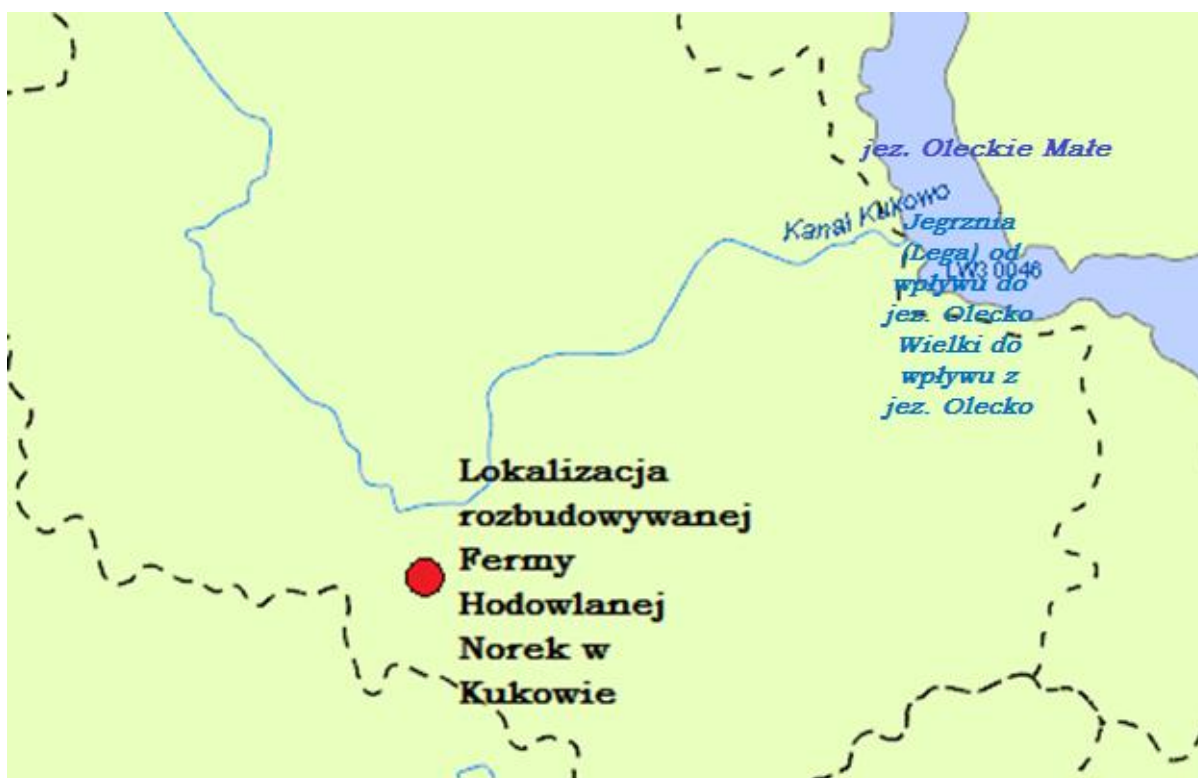 jez. Oleckie Małe
Kanał Kukowo
Jegrznia
(Lega) od
LW3 0046
wpływu do
jez. Olecko
Wielki do
wpływu z
jez. Olecko
Lokalizacja
rozbudowywanej
Fermy
Hodowlanej
Norek w
Kukowie